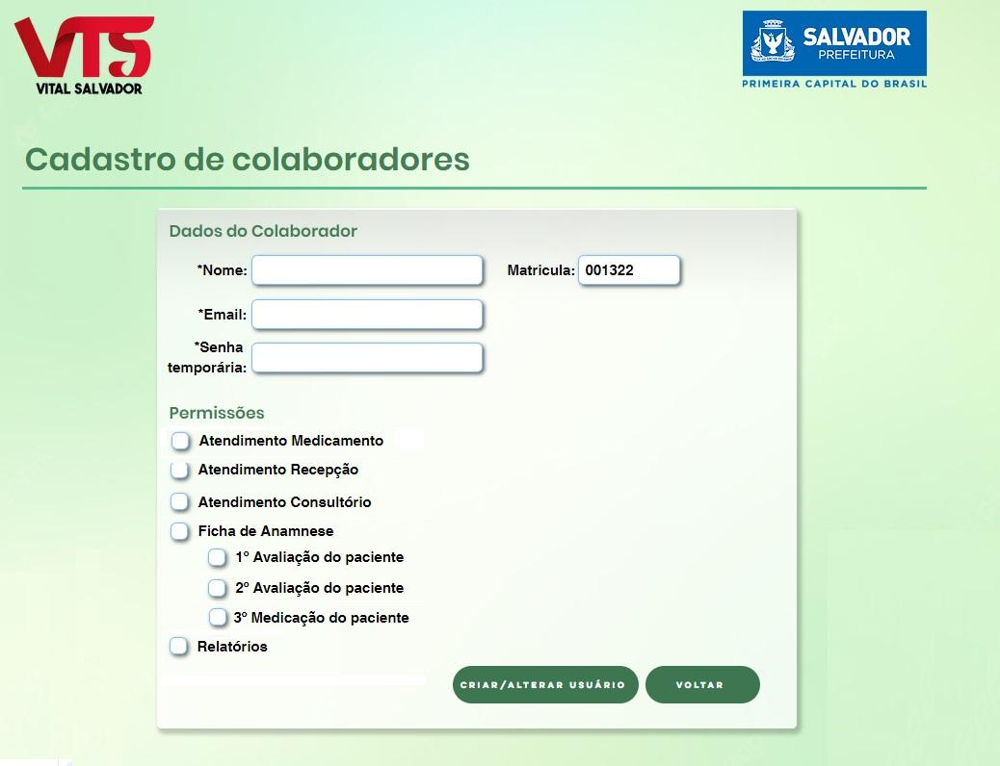 VTS
VITAL SALVADOR
SALVADOR
PREFEITURA
PRIMEIRA CAPITAL DO BRASIL
Cadastro de colaboradores
Dados do Colaborador
*Nome:
Matricula: 001322
*Email:
*Senha
temporária:
Permissões
Atendimento Medicamento
Atendimento Recepção
Atendimento Consultório
Ficha de Anamnese
1º Avaliação do paciente
2º Avaliação do paciente
3º Medicação do paciente
Relatórios
CRIAR/ALTERAR USUÁRIO
VOLTAR